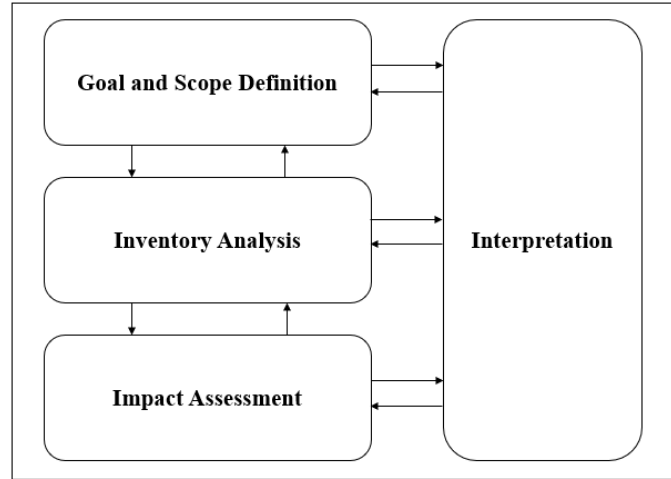 Goal and Scope Definition
Inventory Analysis
Interpretation
Impact Assessment